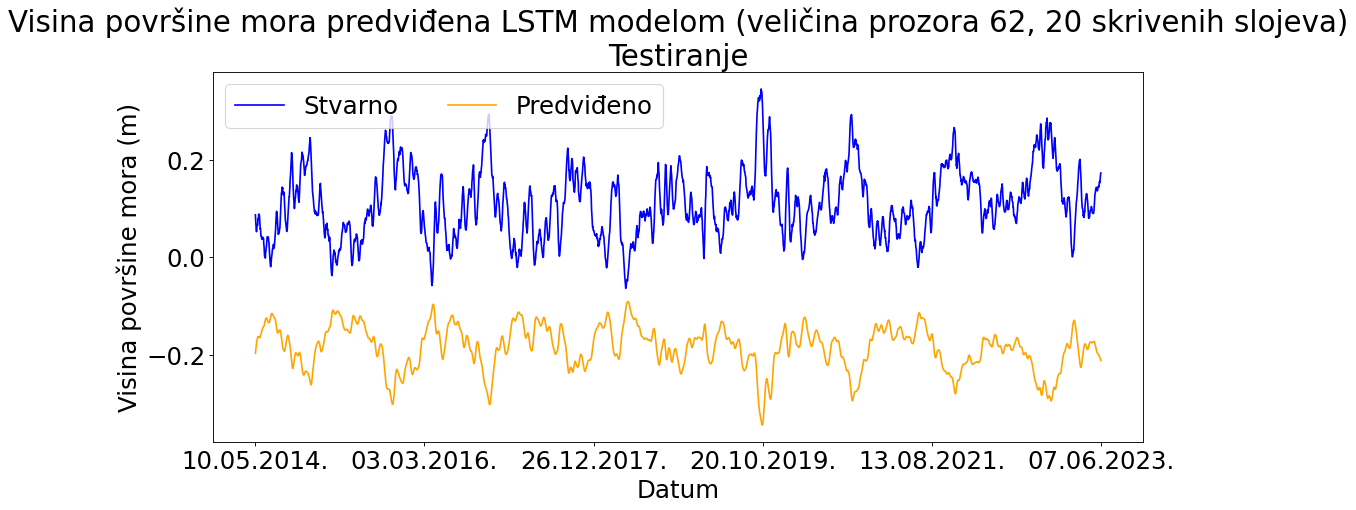 Visina površine mora predviđena LSTM modelom (veličina prozora 62, 20 skrivenih slojeva)
Testiranje
Stvarno Predviđeno
Visina površine mora (m)
0.2
0.0
−0.2
10.05.2014. 03.03.2016. 26.12.2017. 20.10.2019. 13.08.2021. 07.06.2023.
Datum